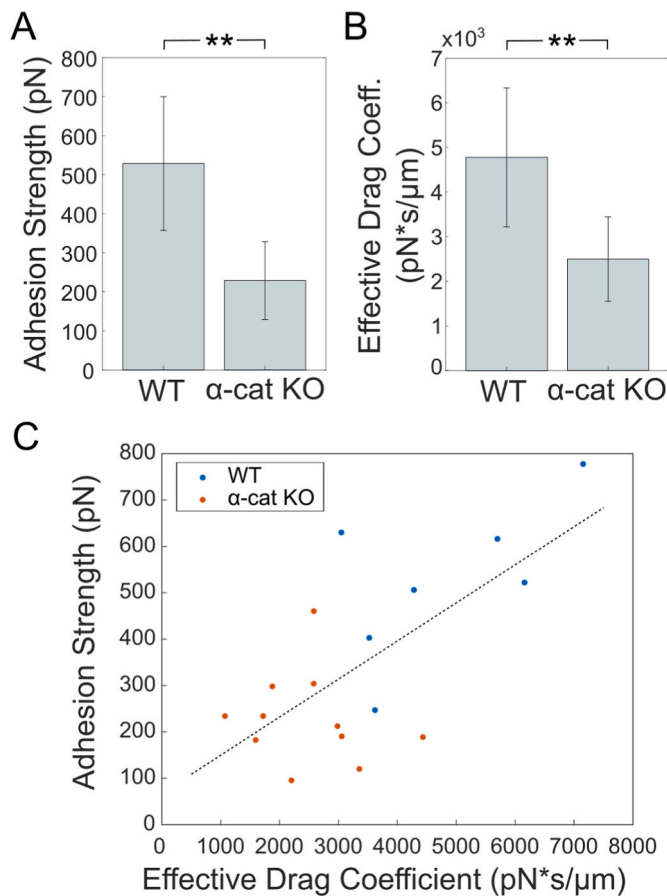 A
**
Adhesion Strength (pN)
800
700
600
500
400
300
200
100
0
WT
α-cat KO
B
**
×10³
Effective Drag Coeff.
(pN*s/µm)
7
6
5
4
3
2
1
0
WT
α-cat KO
C
Adhesion Strength (pN)
800
700
600
500
400
300
200
100
0
WT
α-cat KO
0 1000 2000 3000 4000 5000 6000 7000 8000
Effective Drag Coefficient (pN*s/µm)